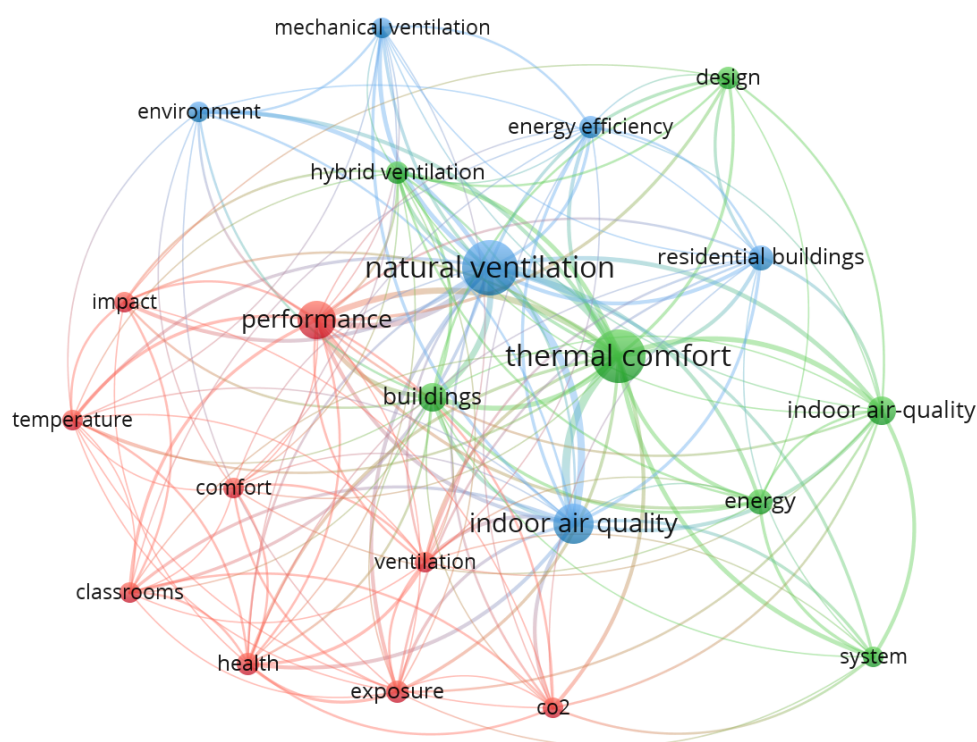 mechanical ventilation
design
environment
energy efficiency
hybrid ventilation
residential buildings
natural ventilation
impact
performance
thermal comfort
buildings
indoor air-quality
temperature
comfort
energy
indoor air quality
ventilation
classrooms
system
health
exposure
co2